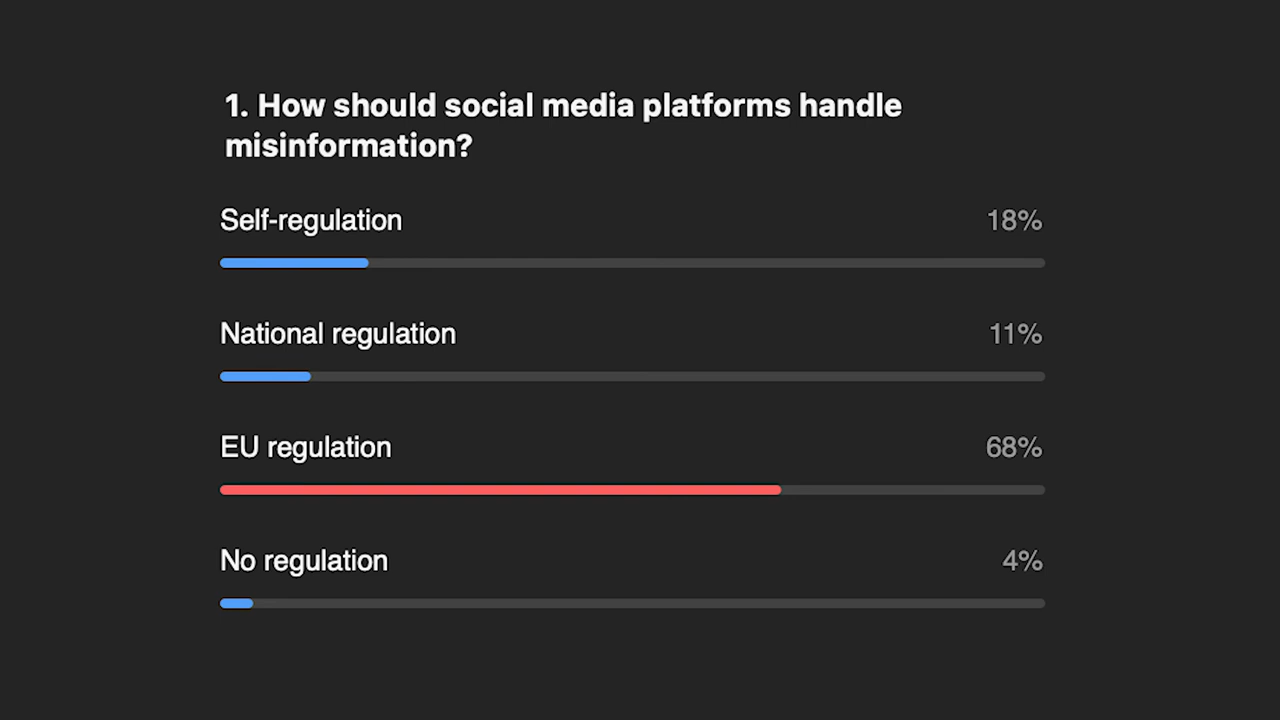 1. How should social media platforms handle
misinformation?
Self-regulation 18%
National regulation 11%
EU regulation 68%
No regulation 4%